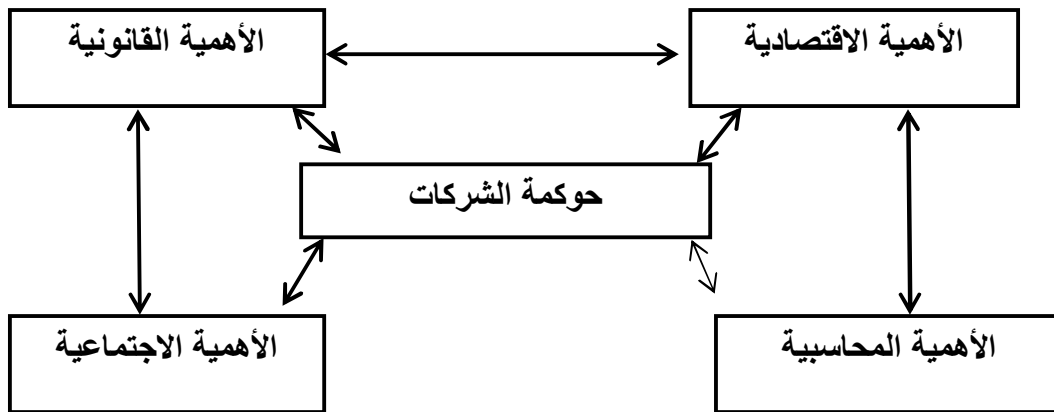 الأهمية الاقتصادية
الأهمية القانونية
حوكمة الشركات
الأهمية المحاسبية
الأهمية الاجتماعية